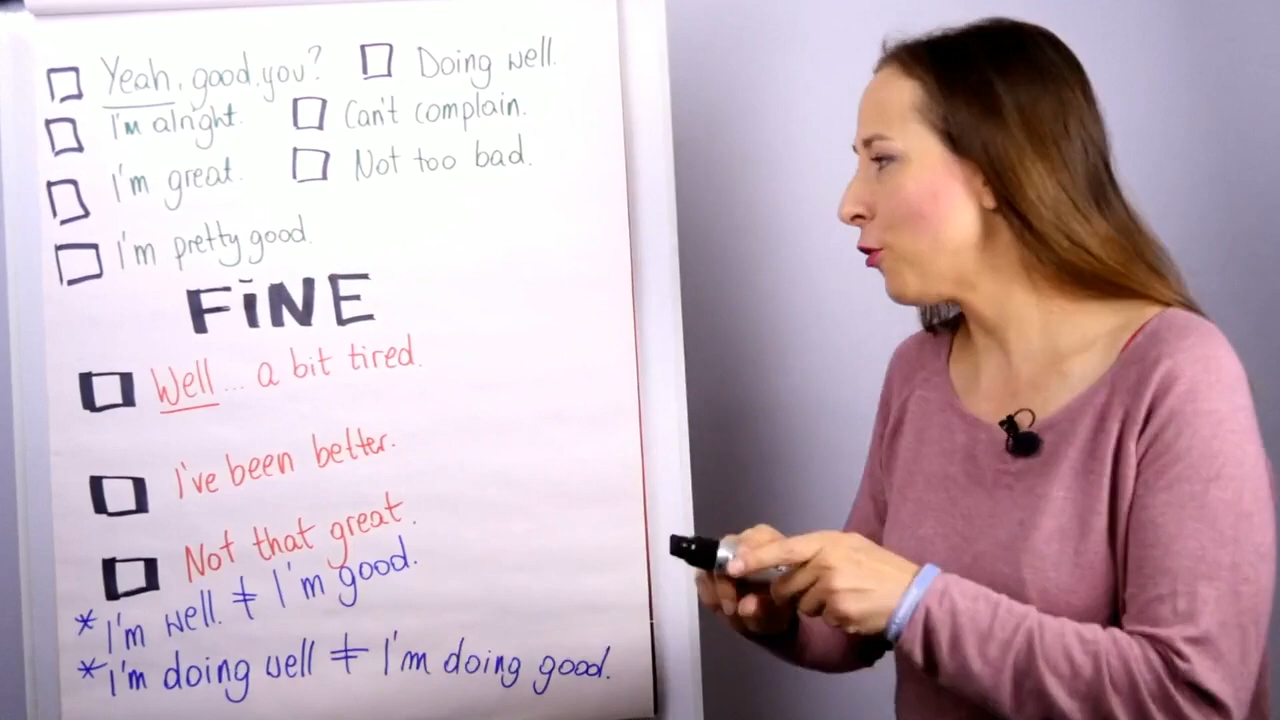 Yeah, good, you? Doing well.
I'm alright. Can't complain.
I'm great. Not too bad.
I'm pretty good.
FINE
Well... a bit tired.
I've been better.
Not that great.
*I'm well. ≠ I'm good.
*I'm doing well ≠ I'm doing good.